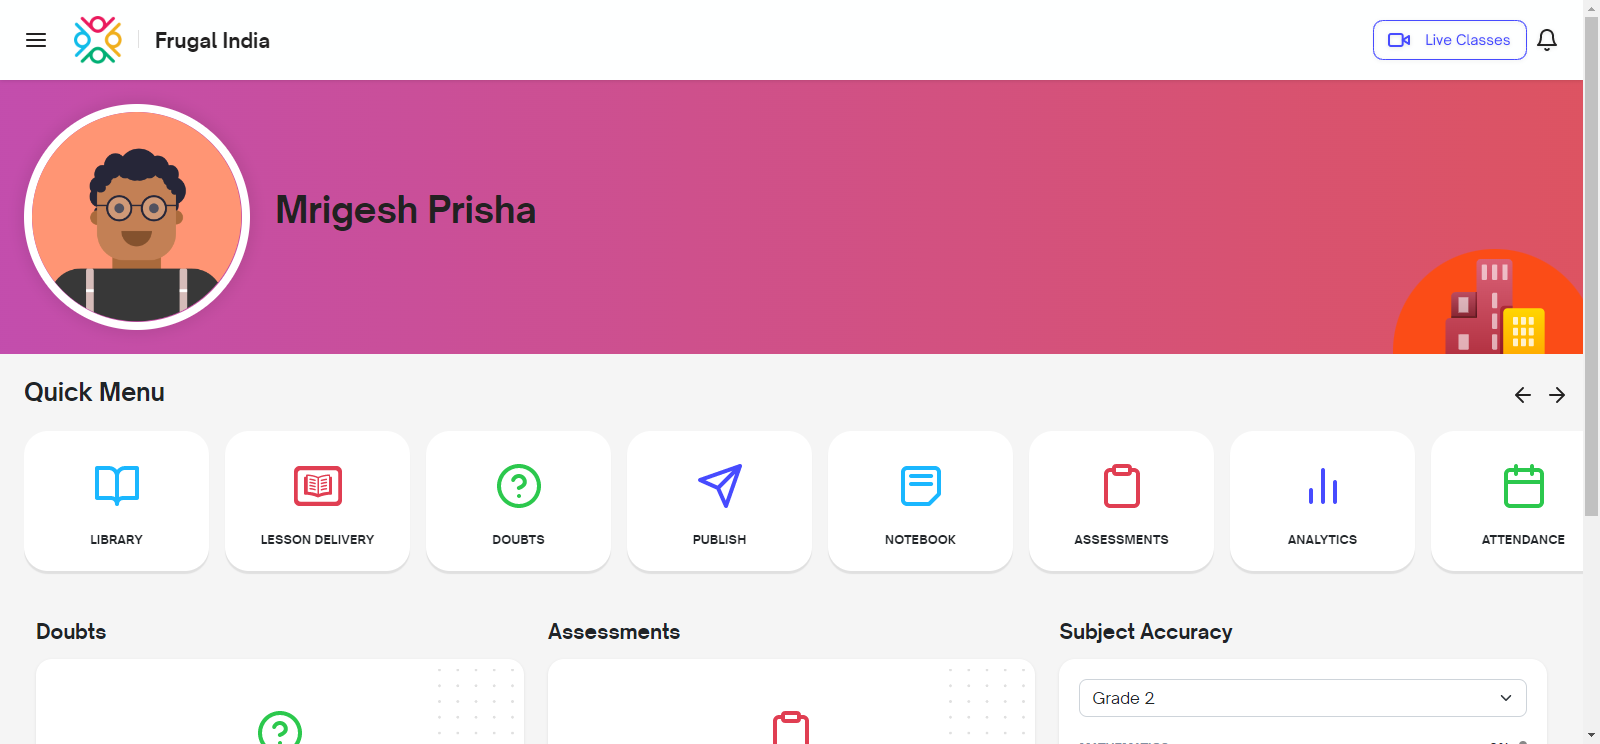 Frugal India
Live Classes
Mrigesh Prisha
Quick Menu
LIBRARY
LESSON DELIVERY
DOUBTS
PUBLISH
NOTEBOOK
ASSESSMENTS
ANALYTICS
ATTENDANCE
Doubts
Assessments
Subject Accuracy
Grade 2